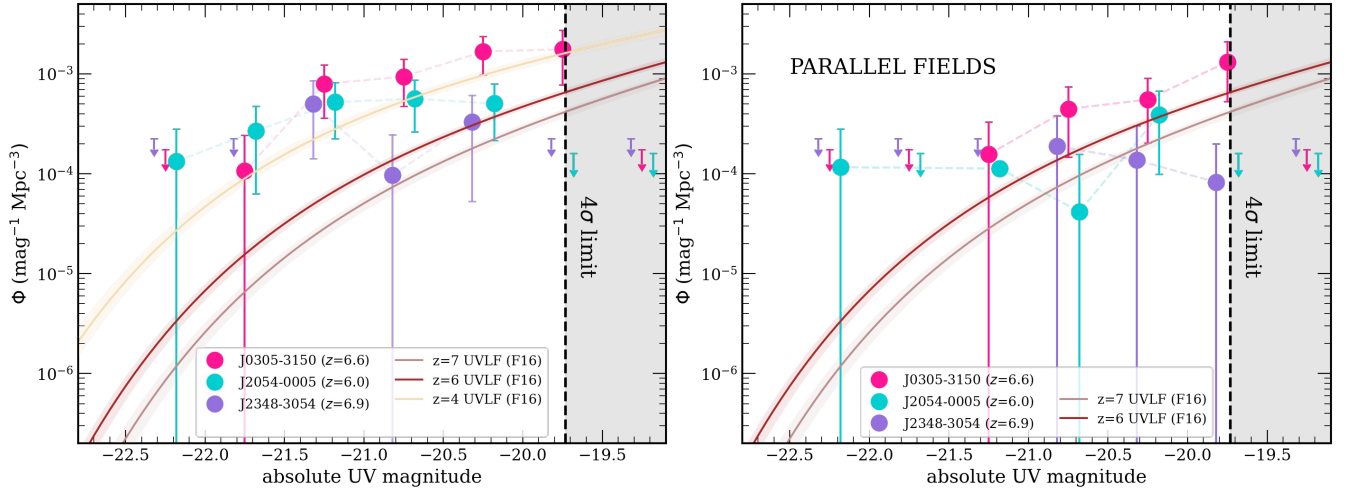 10⁻³
10⁻⁴
10⁻⁵
10⁻⁶
Φ (mag⁻¹ Mpc⁻³)
4σ limit
J0305-3150 (z=6.6)
J2054-0005 (z=6.0)
J2348-3054 (z=6.9)
z=7 UVLF (F16)
z=6 UVLF (F16)
z=4 UVLF (F16)
−22.5 −22.0 −21.5 −21.0 −20.5 −20.0 −19.5
absolute UV magnitude
PARALLEL FIELDS
10⁻³
10⁻⁴
10⁻⁵
10⁻⁶
Φ (mag⁻¹ Mpc⁻³)
4σ limit
J0305-3150 (z=6.6)
J2054-0005 (z=6.0)
J2348-3054 (z=6.9)
z=7 UVLF (F16)
z=6 UVLF (F16)
−22.5 −22.0 −21.5 −21.0 −20.5 −20.0 −19.5
absolute UV magnitude